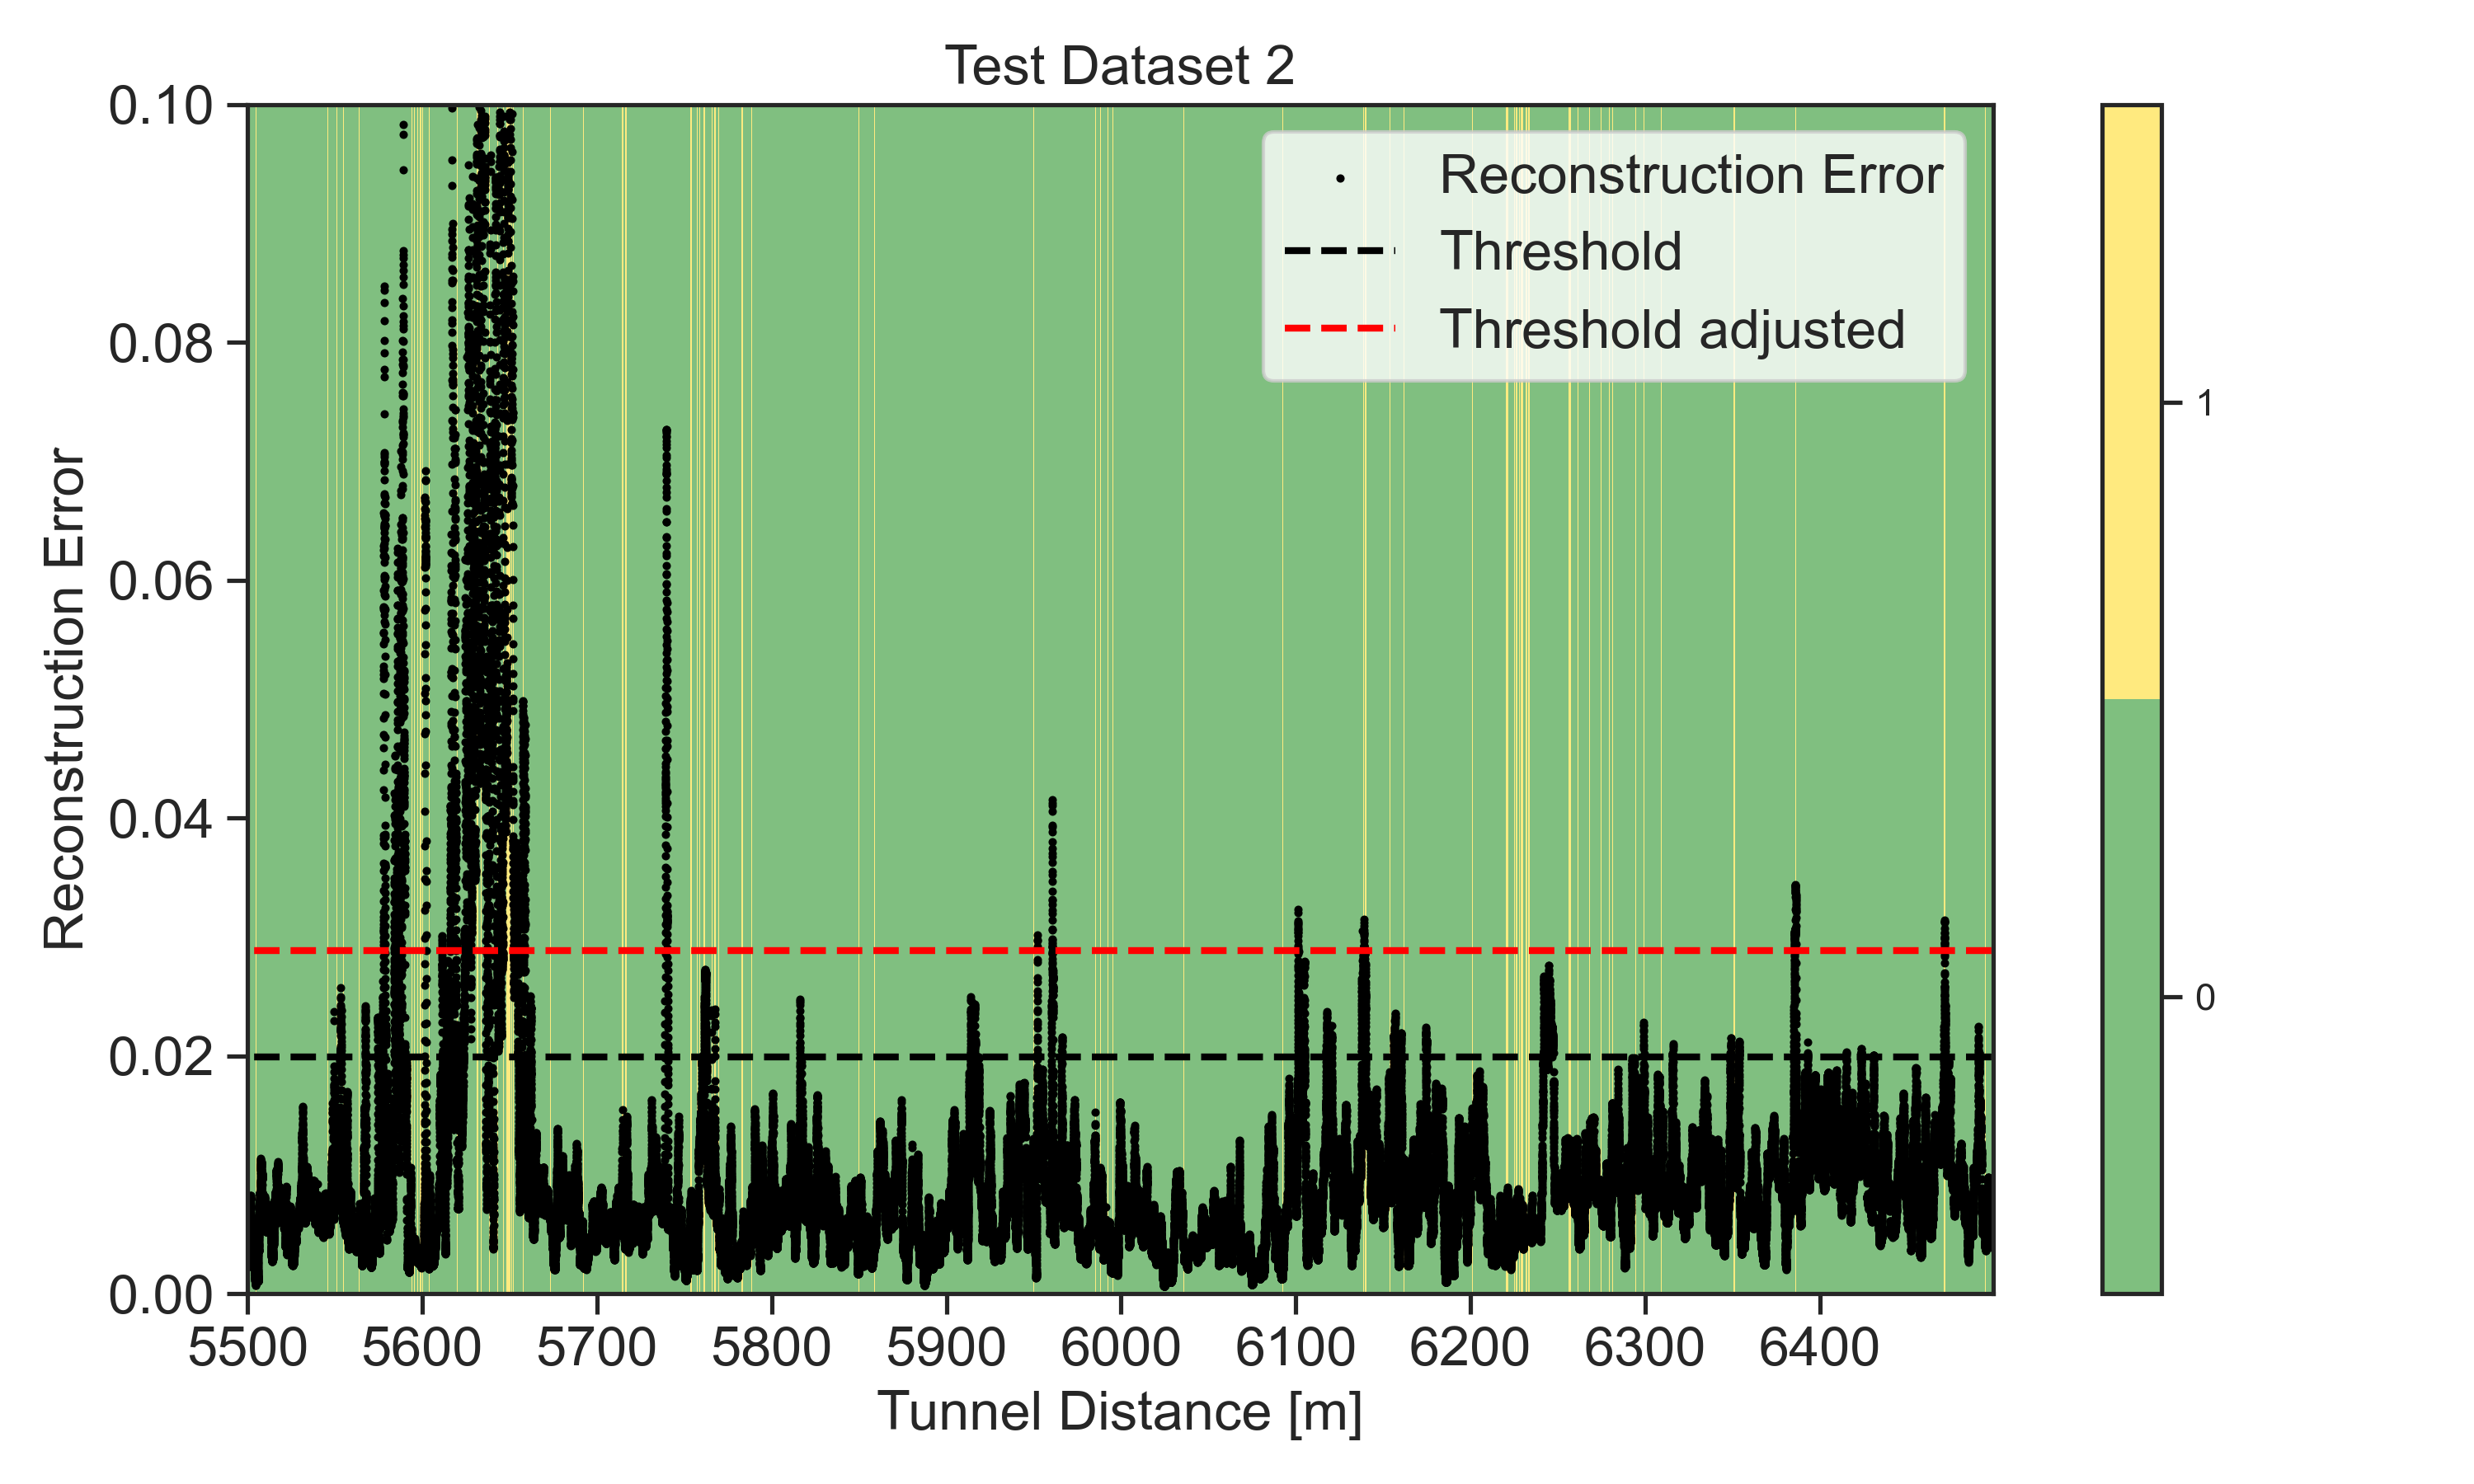 Test Dataset 2
Reconstruction Error
Threshold
Threshold adjusted
Reconstruction Error
0.10
0.08
0.06
0.04
0.02
0.00
5500 5600 5700 5800 5900 6000 6100 6200 6300 6400
Tunnel Distance [m]
1
0